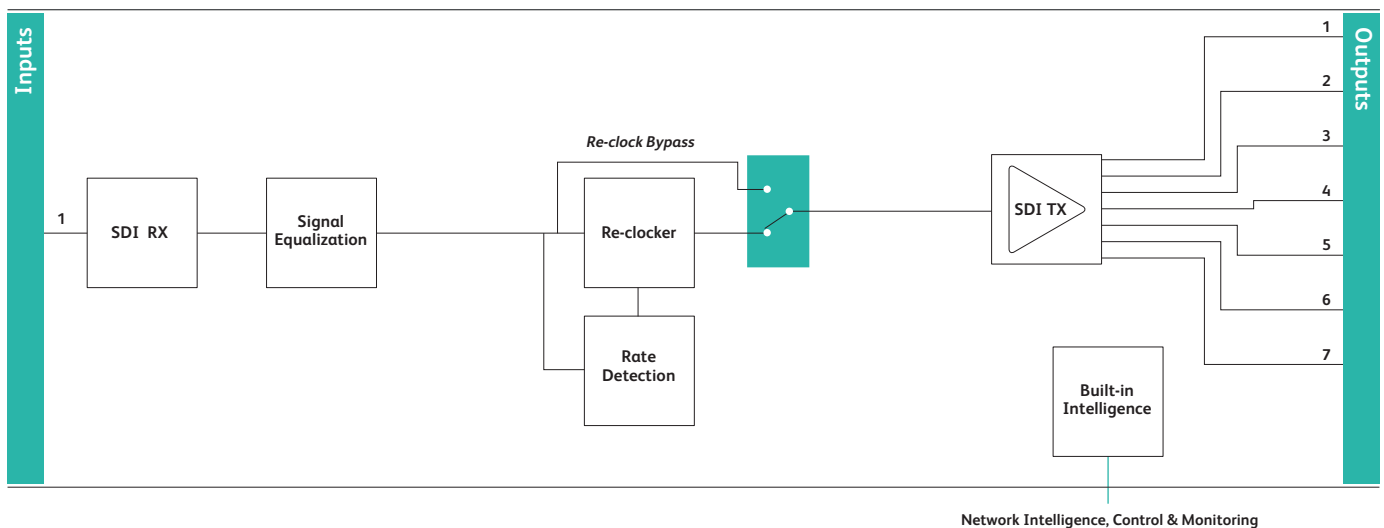 Inputs
1
SDI RX
Signal
Equalization
Re-clock Bypass
Re-clocker
Rate
Detection
SDI TX
Built-in
Intelligence
Network Intelligence, Control & Monitoring
1
2
3
4
5
6
7
Outputs